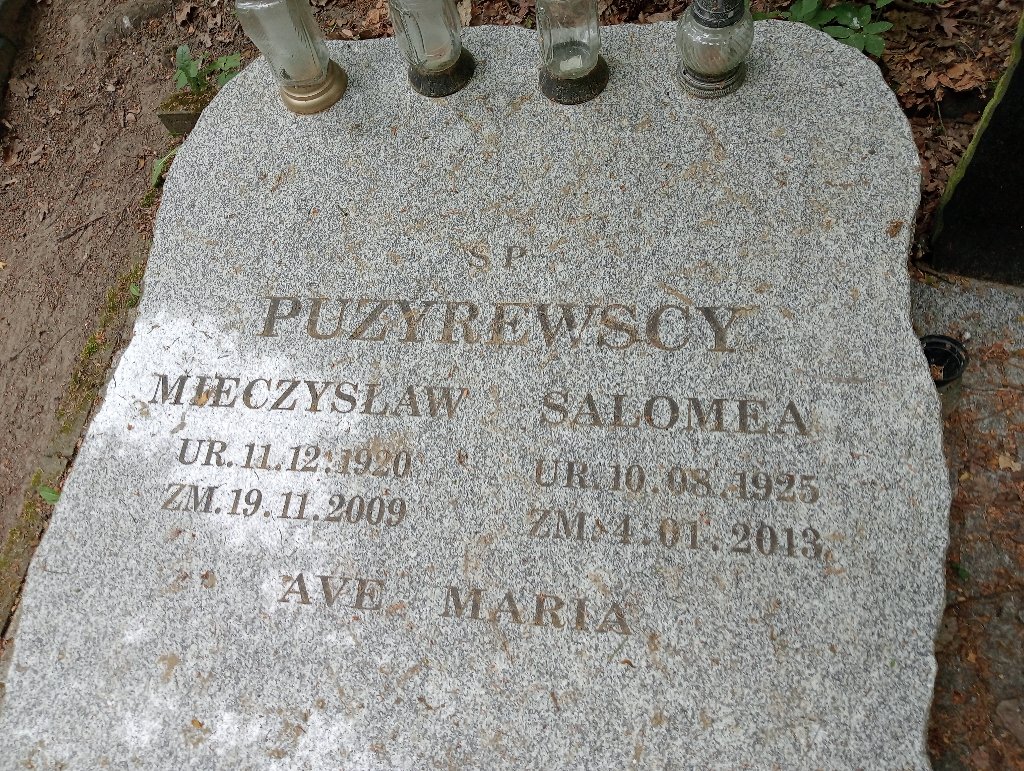 ŚP
PUZYREWSCY
MIECZYSŁAW SALOMEA
UR. 11.12.1920 UR. 10.08.1925
ZM. 19.11.2009 ZM. 4.01.2013
AVE MARIA